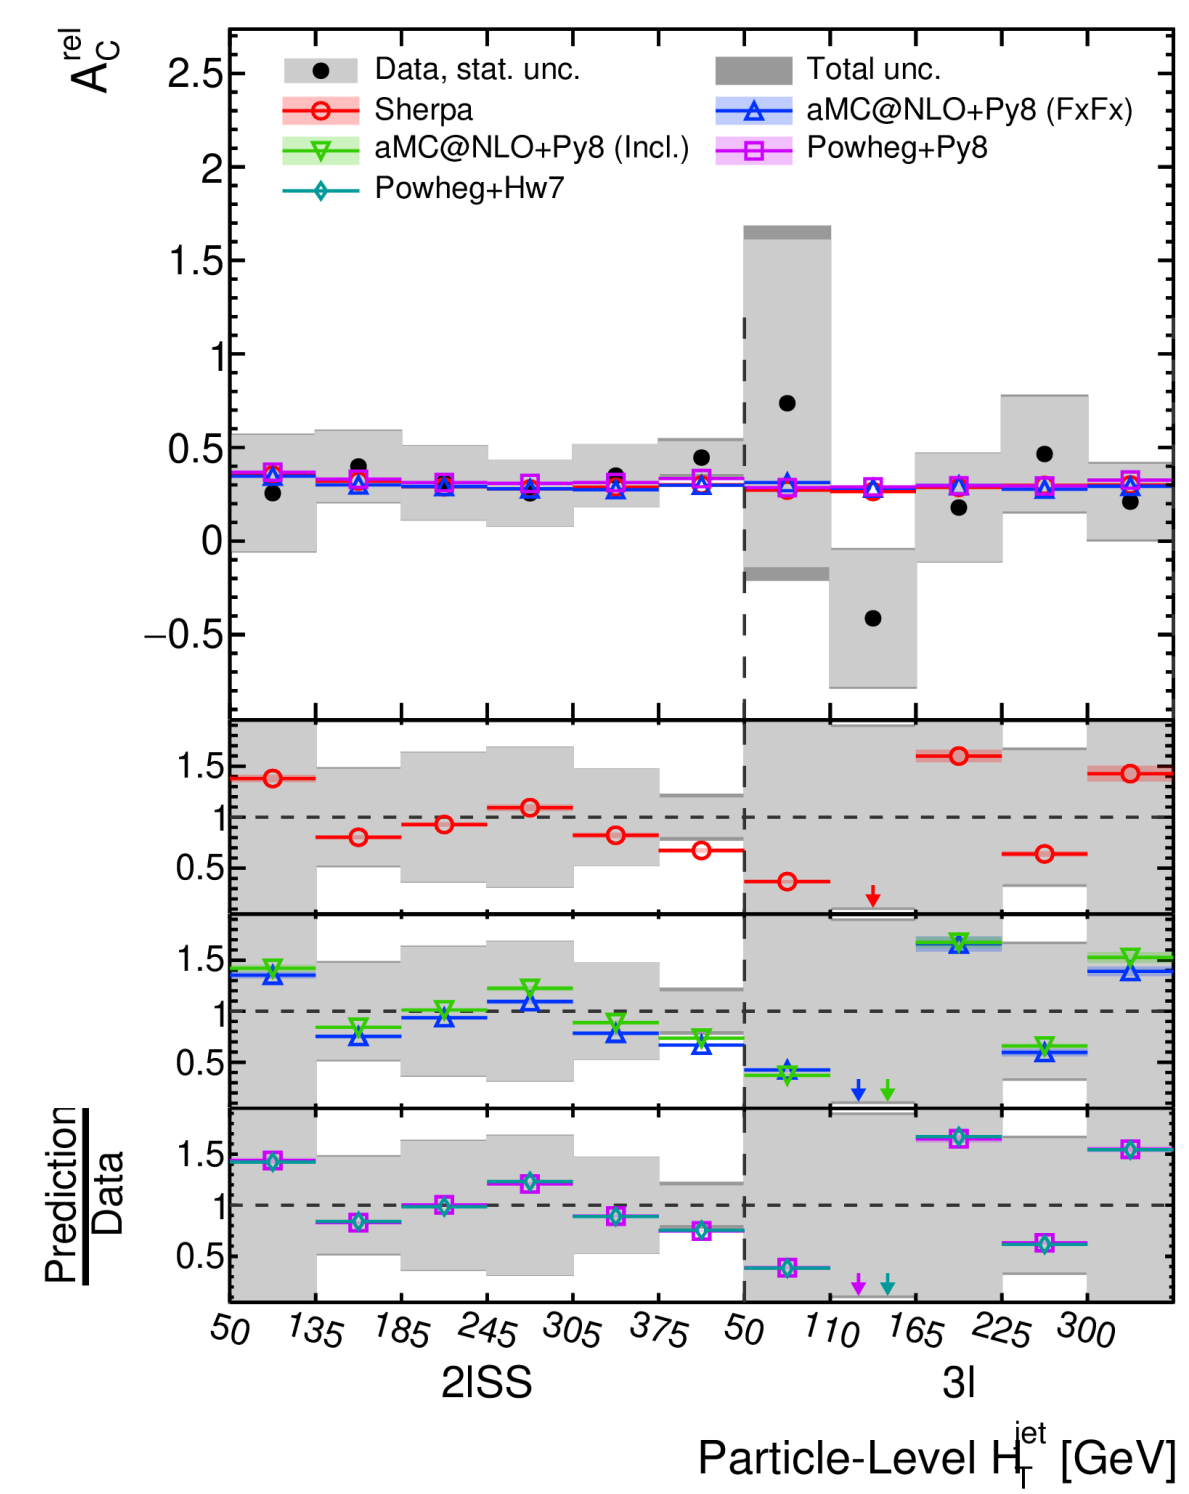 A_C^rel
2.5
2
1.5
1
0.5
0
−0.5
Data, stat. unc.
Total unc.
Sherpa
aMC@NLO+Py8 (FxFx)
aMC@NLO+Py8 (Incl.)
Powheg+Py8
Powheg+Hw7
1.5
1
0.5
1.5
1
0.5
1.5
1
0.5
Prediction
Data
50 135 185 245 305 375 50 110 165 225 300
2lSS 3l
Particle-Level H_T^jet [GeV]